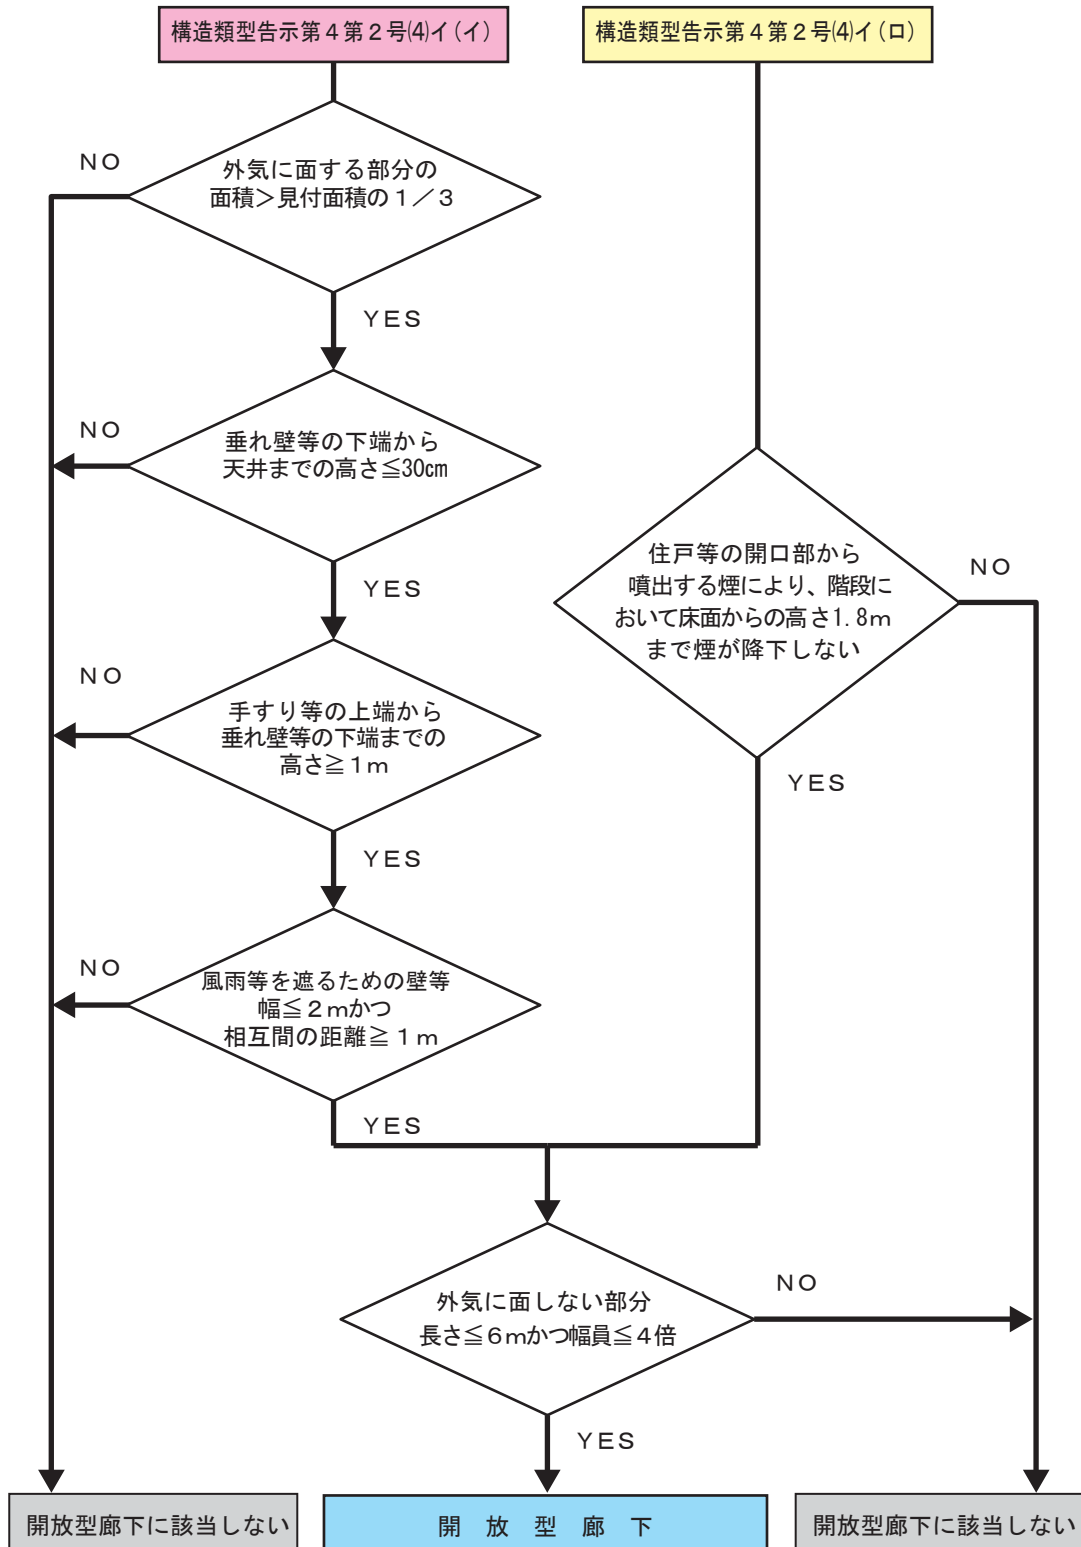 構造類型告示第４第２号⑷イ（イ）
構造類型告示第４第２号⑷イ（ロ）
NO
外気に面する部分の
面積＞見付面積の１／３
YES
NO
垂れ壁等の下端から
天井までの高さ≦30㎝
YES
NO
手すり等の上端から
垂れ壁等の下端までの
高さ≧１ｍ
YES
NO
風雨等を遮るための壁等
幅≦２ｍかつ
相互間の距離≧１ｍ
YES
住戸等の開口部から
噴出する煙により、階段に
おいて床面からの高さ1.8ｍ
まで煙が降下しない
NO
YES
外気に面しない部分
長さ≦６ｍかつ幅員≦４倍
NO
YES
開放型廊下に該当しない
開放型廊下
開放型廊下に該当しない